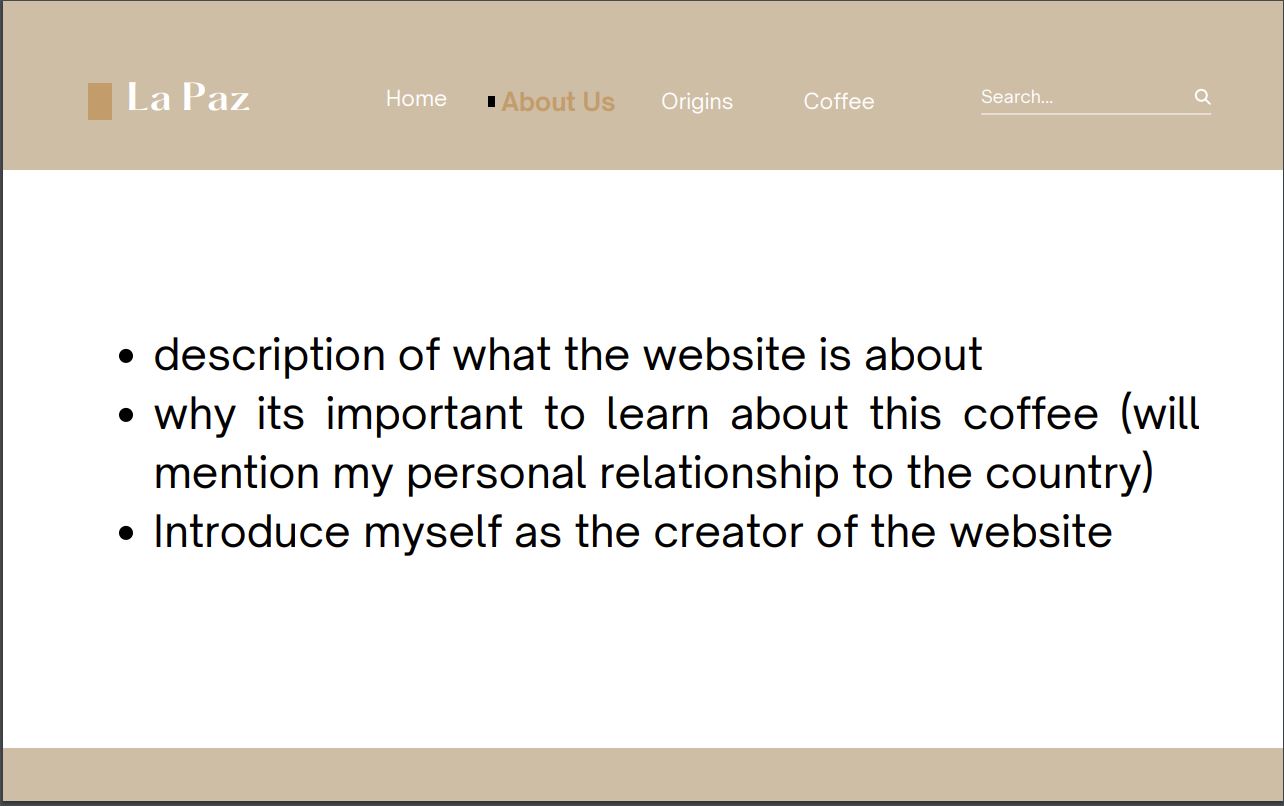 La Paz
Home
About Us
Origins
Coffee
Search...
• description of what the website is about
• why its important to learn about this coffee (will
mention my personal relationship to the country)
• Introduce myself as the creator of the website